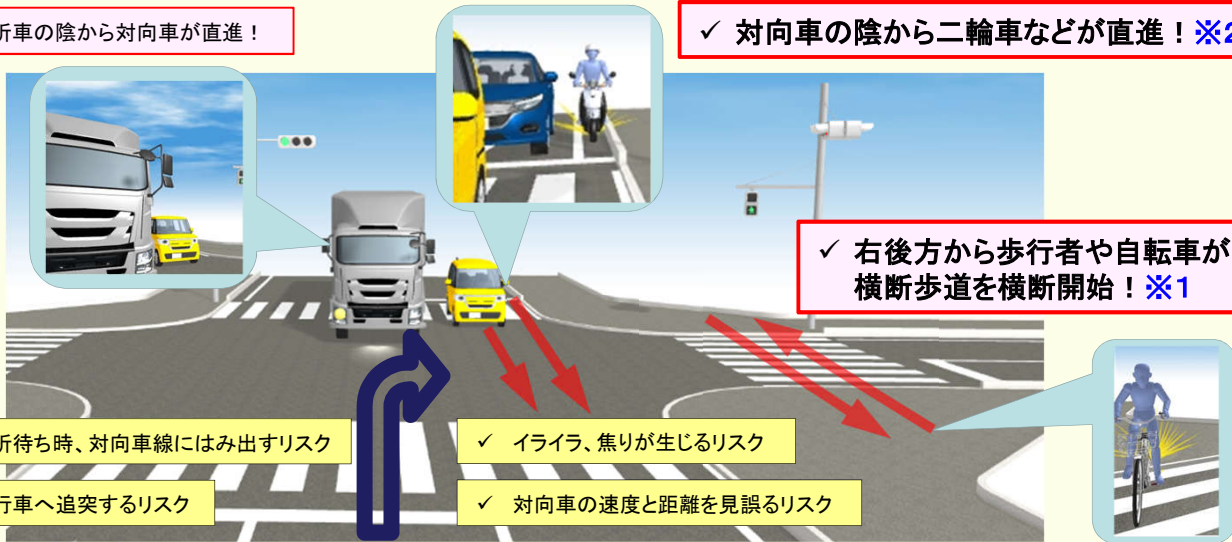 折車の陰から対向車が直進！
✓ 対向車の陰から二輪車などが直進！※2
✓ 右後方から歩行者や自転車が
横断歩道を横断開始！※1
折待ち時、対向車線にはみ出すリスク
✓ イライラ、焦りが生じるリスク
行車へ追突するリスク
✓ 対向車の速度と距離を見誤るリスク